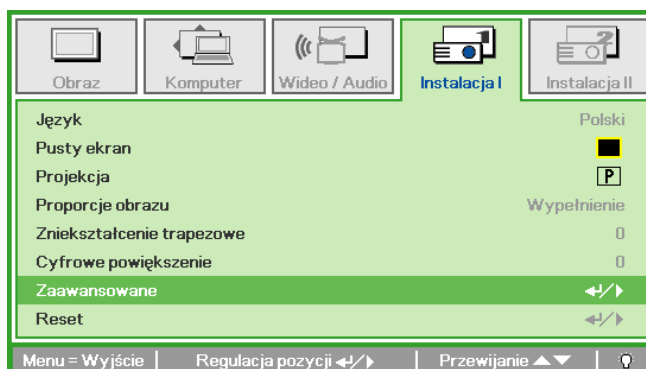 Obraz
Komputer
Wideo / Audio
Instalacja I
Instalacja II
Język Polski
Pusty ekran
Projekcja P
Proporcje obrazu Wypełnienie
Zniekształcenie trapezowe 0
Cyfrowe powiększenie 0
Zaawansowane
Reset
Menu = Wyjście Regulacja pozycji Przewijanie